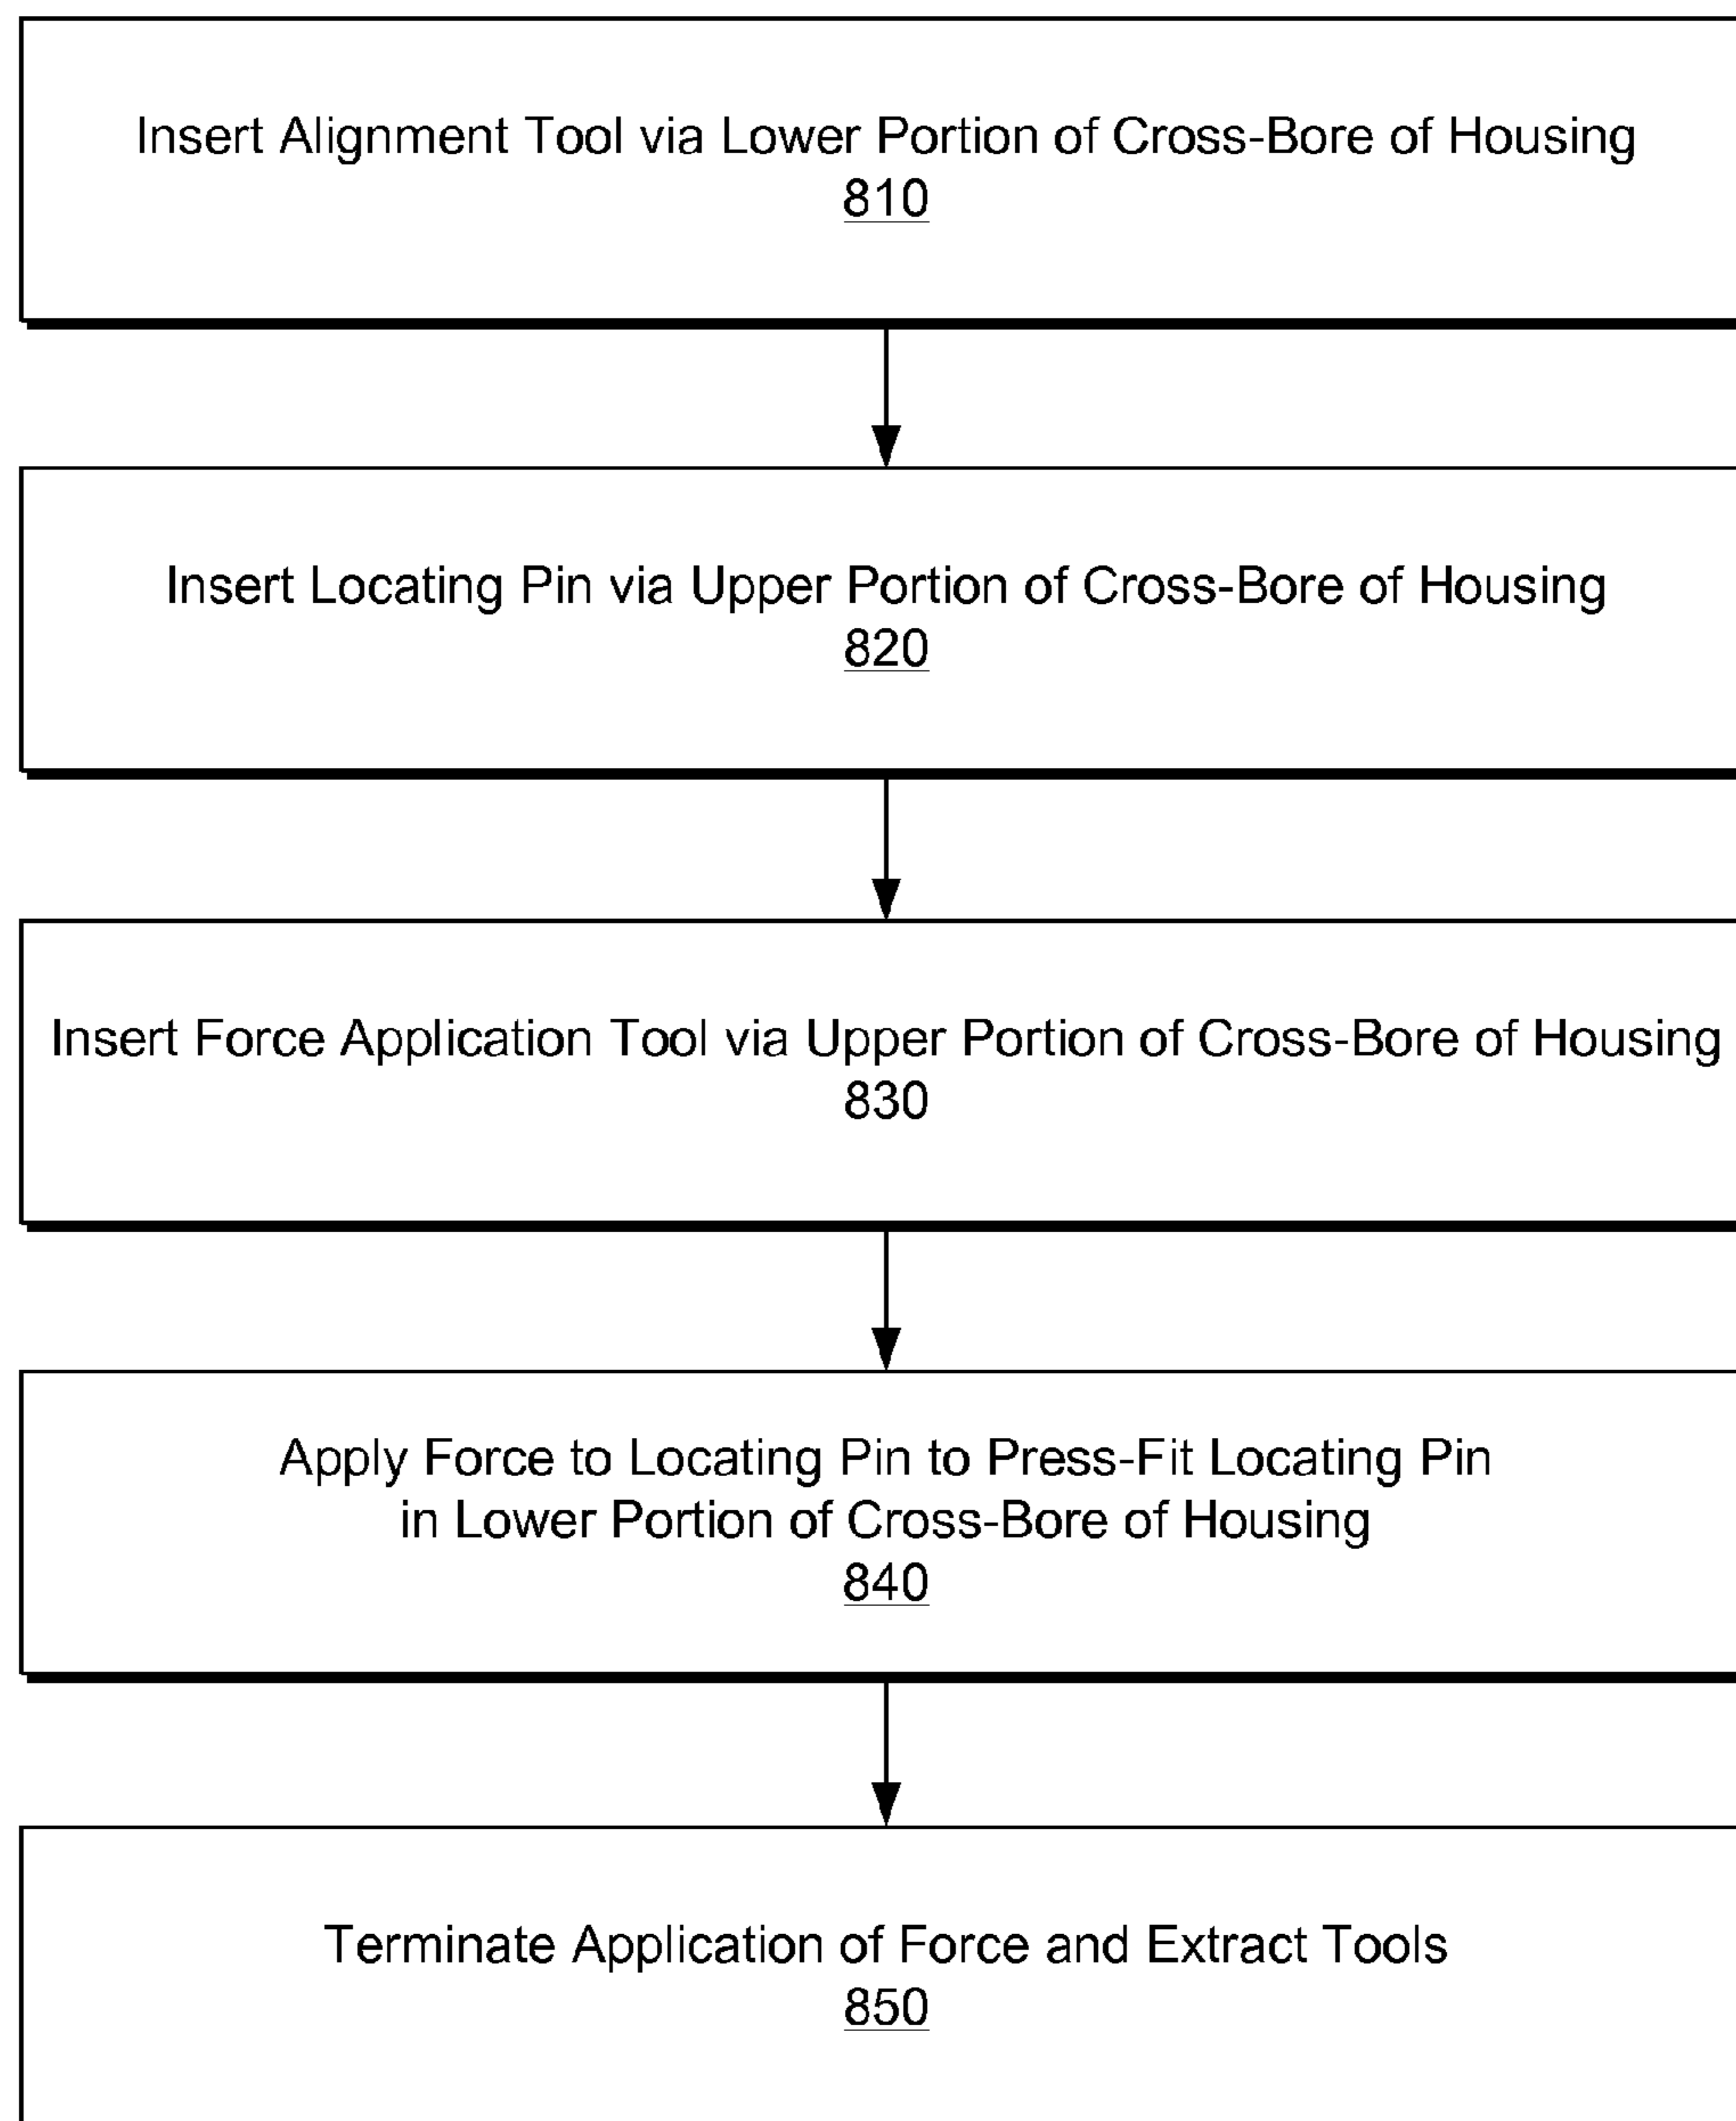 Insert Alignment Tool via Lower Portion of Cross-Bore of Housing
810
Insert Locating Pin via Upper Portion of Cross-Bore of Housing
820
Insert Force Application Tool via Upper Portion of Cross-Bore of Housing
830
Apply Force to Locating Pin to Press-Fit Locating Pin
in Lower Portion of Cross-Bore of Housing
840
Terminate Application of Force and Extract Tools
850